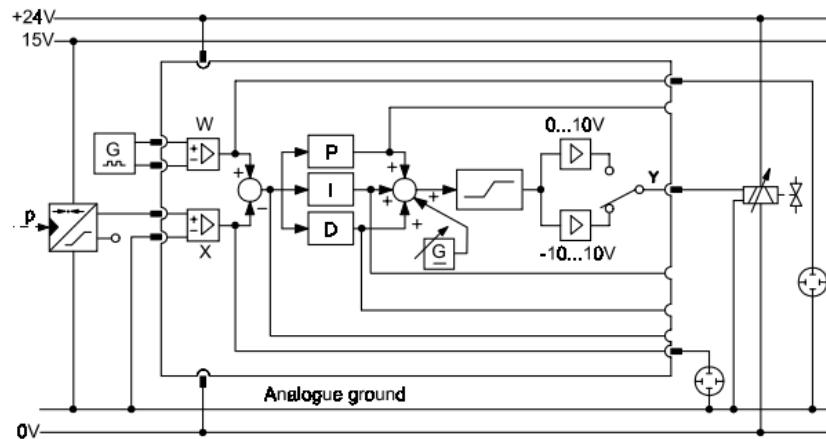 +24V
15V
W
0...10V
G
+
-
P
+
+
-
I
+
+
+
Y
p
+
-
D
+
G
X
-10...10V
Analogue ground
0V